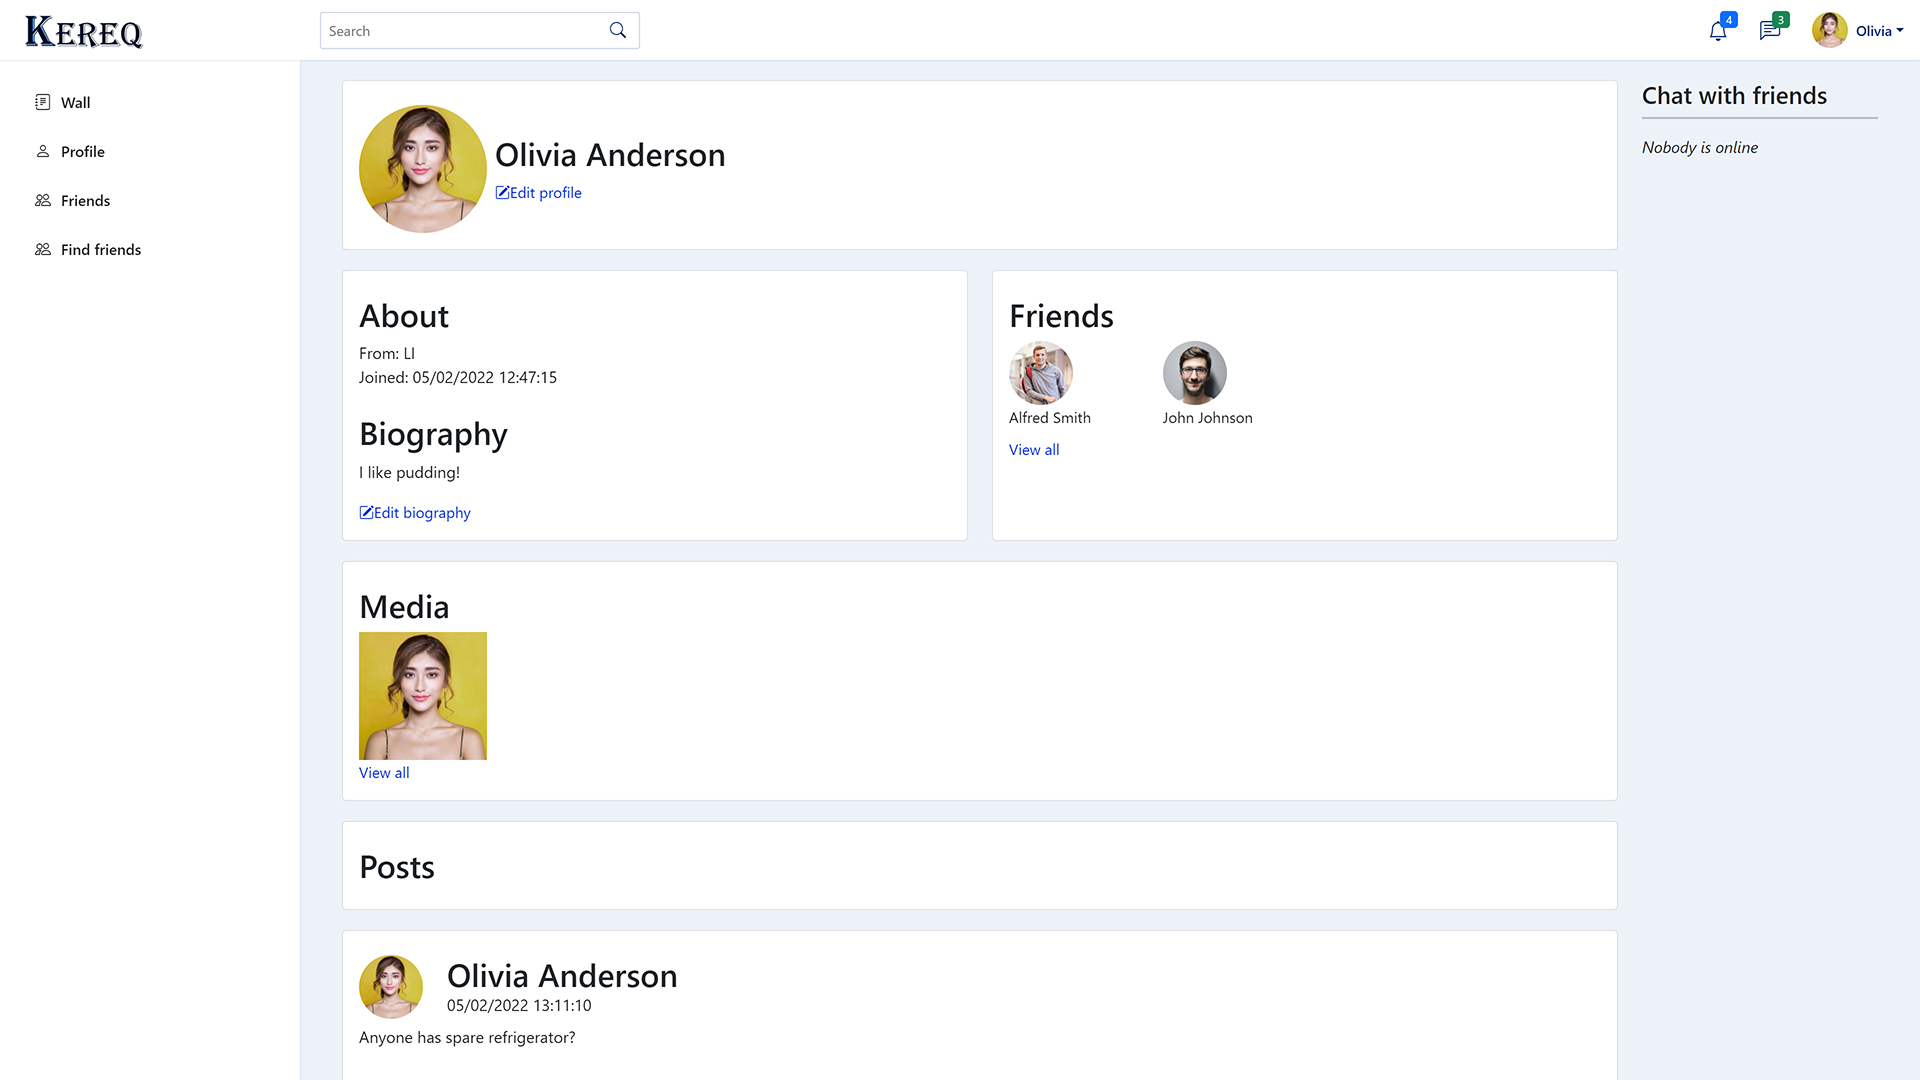 KEREQ
Search
4
3
Olivia
Wall
Profile
Friends
Find friends
Olivia Anderson
Edit profile
About
From: LI
Joined: 05/02/2022 12:47:15
Biography
I like pudding!
Edit biography
Friends
Alfred Smith
John Johnson
View all
Media
View all
Posts
Olivia Anderson
05/02/2022 13:11:10
Anyone has spare refrigerator?
Chat with friends
Nobody is online